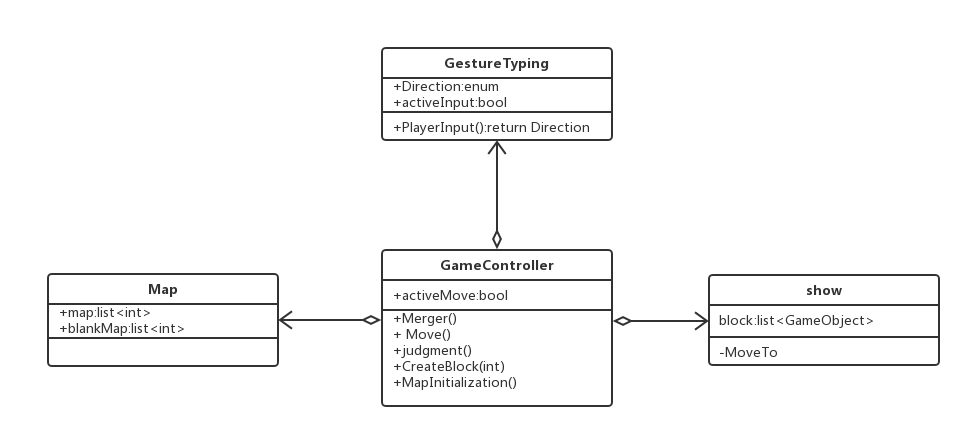 GestureTyping
+Direction:enum
+activeInput:bool
+PlayerInput():return Direction
GameController
+activeMove:bool
+Merger()
+ Move()
+judgment()
+CreateBlock(int)
+MapInitialization()
Map
+map:list<int>
+blankMap:list<int>
show
block:list<GameObject>
-MoveTo